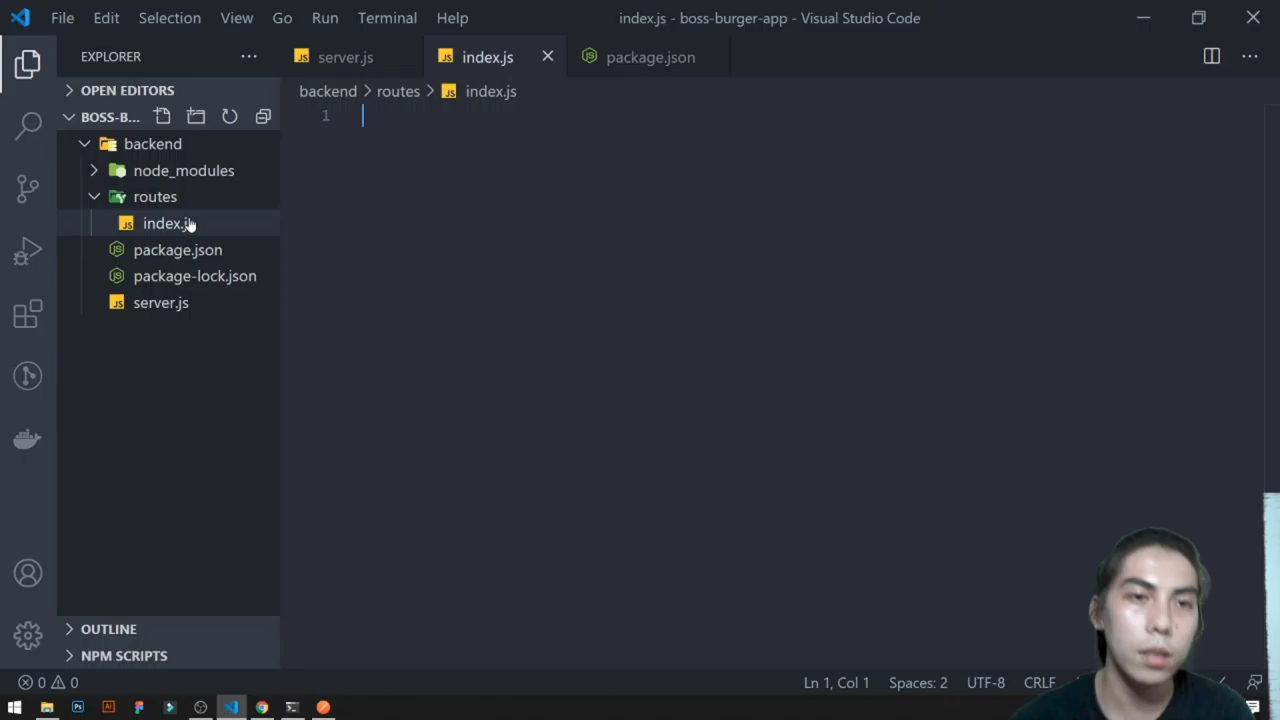 File Edit Selection View Go Run Terminal Help index.js - boss-burger-app - Visual Studio Code
EXPLORER
server.js index.js package.json
OPEN EDITORS
backend routes index.js
BOSS-B...
1
backend
node_modules
routes
package.json
package-lock.json
server.js
OUTLINE
NPM SCRIPTS
0 0 Ln 1, Col 1 Spaces: 2 UTF-8 CRLF